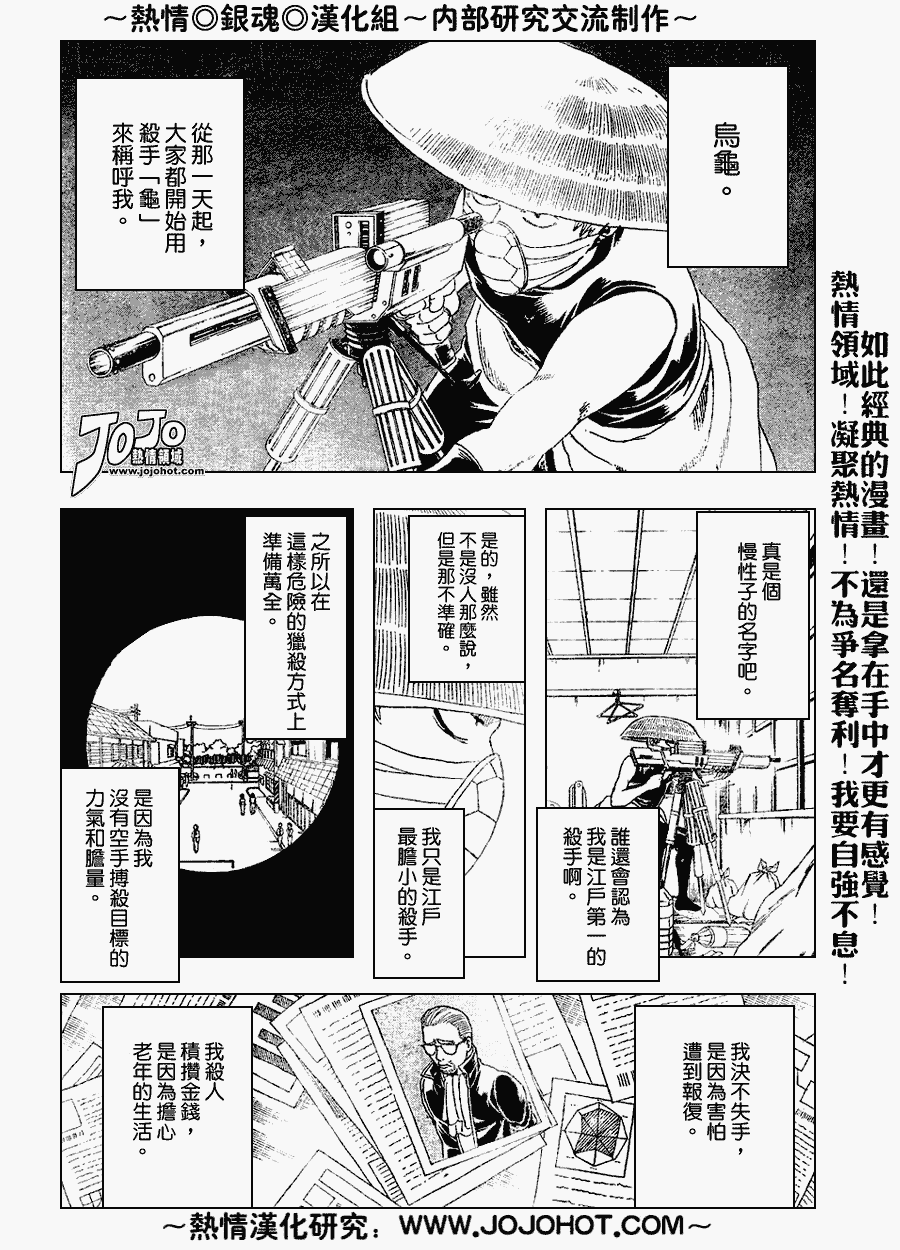 ～熱情◎銀魂◎漢化組～内部研究交流制作～
烏龜。
從那一天起，
大家都開始用
殺手「龜」
來稱呼我。
JOJO
熱情領域
www.jojohot.com
如此經典的漫畫！還是拿在手中才更有感覺！
熱情領域！凝聚熱情！不為爭名奪利！我要自強不息！
真是個
慢性子的名字吧。
誰還會認為
我是江戶第一的
殺手啊。
是的，雖然
不是沒人那麼說，
但是那不準確。
我只是江戶
最膽小的殺手。
之所以在
這樣危險的獵殺方式上
準備萬全。
是因為我
沒有空手搏殺目標的
力氣和膽量。
我決不失手，
是因為害怕
遭到報復。
我殺人
積攢金錢，
是因為擔心
老年的生活。
～熱情漢化研究：WWW.JOJOHOT.COM～